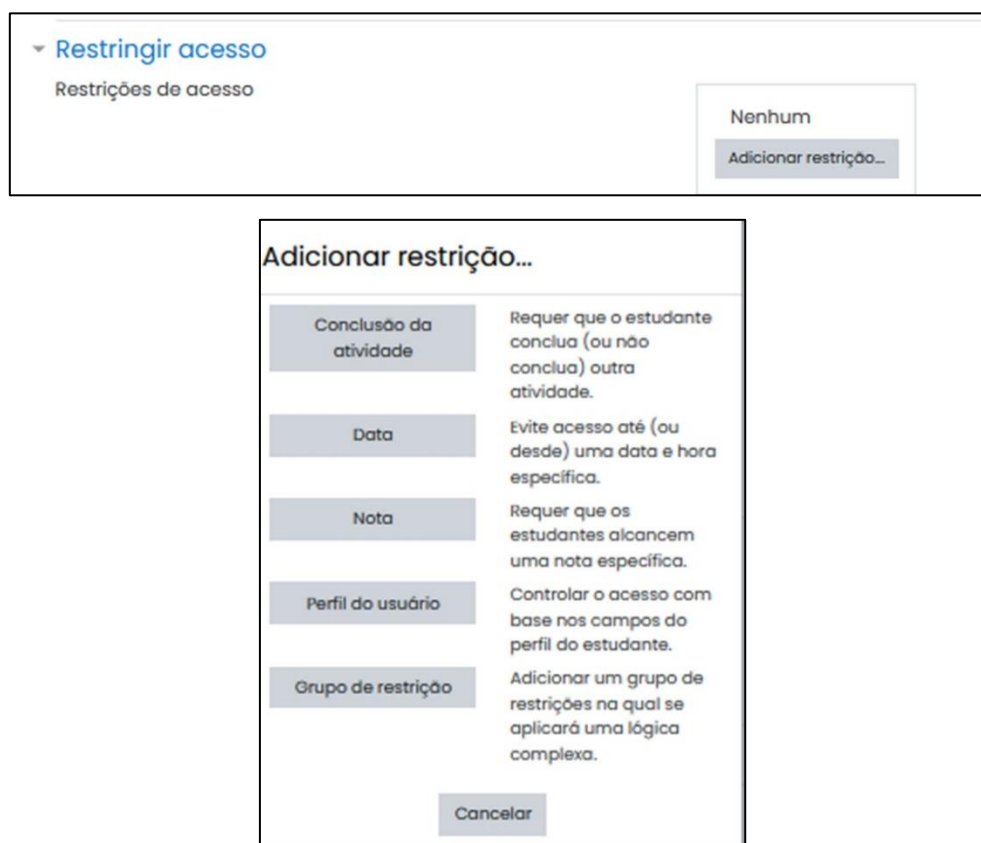 Restringir acesso
Restrições de acesso
Nenhum
Adicionar restrição...
Adicionar restrição...
Conclusão da
atividade
Requer que o estudante
conclua (ou não
conclua) outra
atividade.
Data
Evite acesso até (ou
desde) uma data e hora
específica.
Nota
Requer que os
estudantes alcancem
uma nota específica.
Perfil do usuário
Controlar o acesso com
base nos campos do
perfil do estudante.
Grupo de restrição
Adicionar um grupo de
restrições na qual se
aplicará uma lógica
complexa.
Cancelar